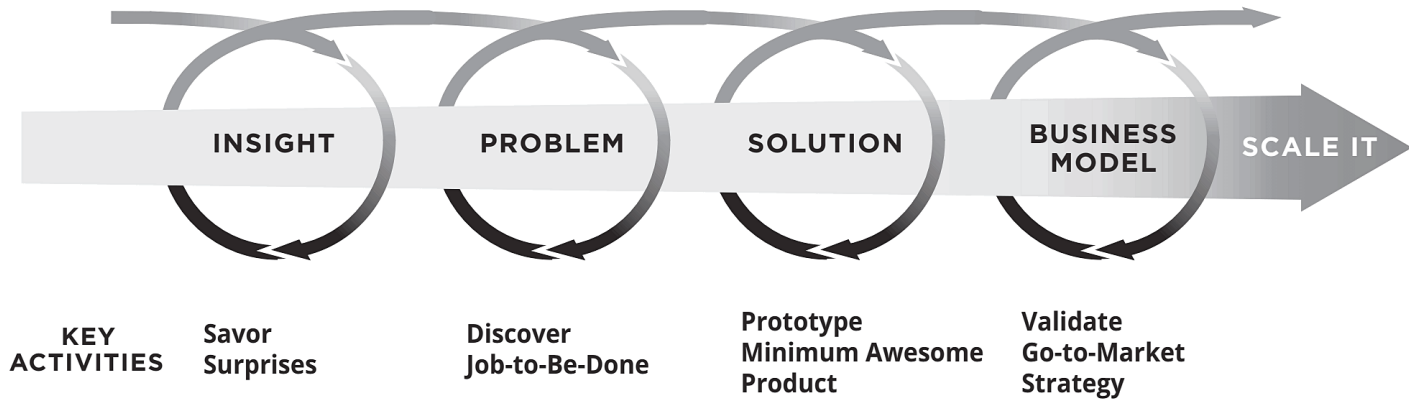 INSIGHT
PROBLEM
SOLUTION
BUSINESS
MODEL
SCALE IT
KEY
ACTIVITIES
Savor
Surprises
Discover
Job-to-Be-Done
Prototype
Minimum Awesome
Product
Validate
Go-to-Market
Strategy